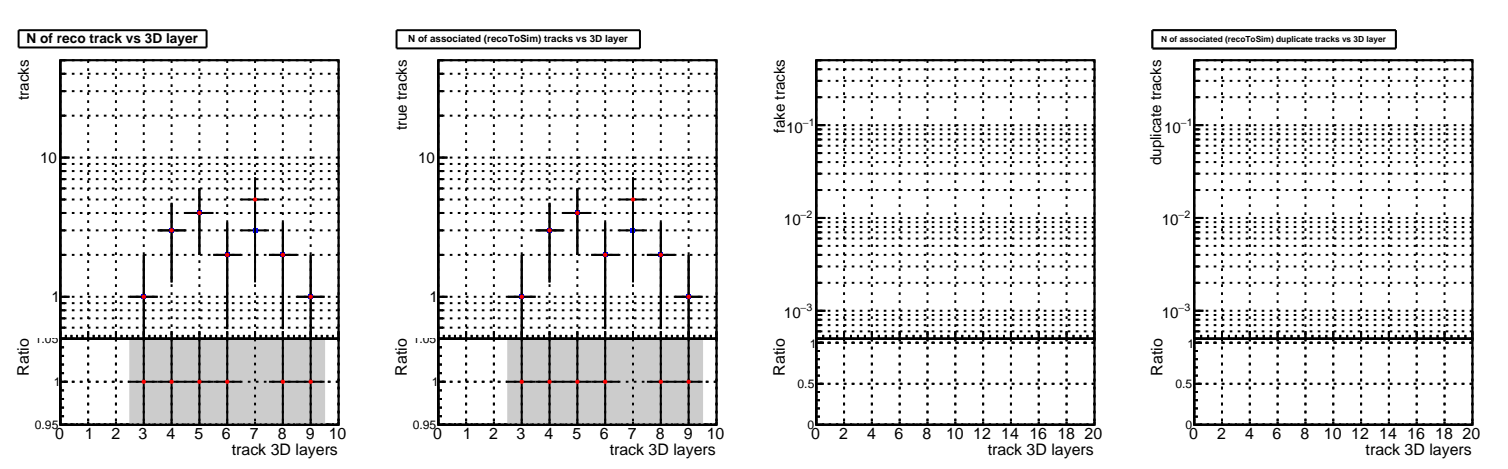 N of reco track vs 3D layer
tracks
10
1
1.05
Ratio
1
0.95
0 1 2 3 4 5 6 7 8 9 10
track 3D layers
N of associated (recoToSim) tracks vs 3D layer
true tracks
10
1
1.05
Ratio
1
0.95
0 1 2 3 4 5 6 7 8 9 10
track 3D layers
fake tracks
10⁻¹
10⁻²
10⁻³
Ratio
1
0.5
0
0 2 4 6 8 10 12 14 16 18 20
track 3D layers
N of associated (recoToSim) duplicate tracks vs 3D layer
duplicate tracks
10⁻¹
10⁻²
10⁻³
Ratio
1
0.5
0
0 2 4 6 8 10 12 14 16 18 20
track 3D layers